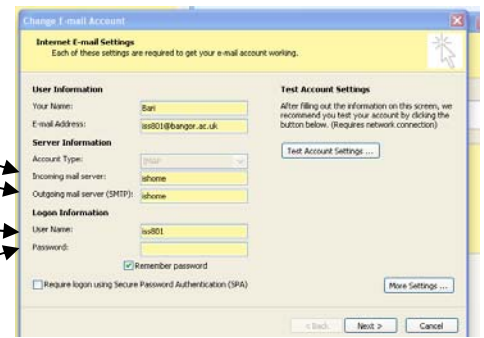 Change E-mail Account
Internet E-mail Settings
Each of these settings are required to get your e-mail account working.
User Information
Your Name: Bari
E-mail Address: iss801@bangor.ac.uk
Server Information
Account Type: IMAP
Incoming mail server: ishome
Outgoing mail server (SMTP): ishome
Logon Information
User Name: iss801
Password:
Remember password
Require logon using Secure Password Authentication (SPA)
Test Account Settings
After filling out the information on this screen, we
recommend you test your account by clicking the
button below. (Requires network connection)
Test Account Settings ...
More Settings ...
< Back Next > Cancel